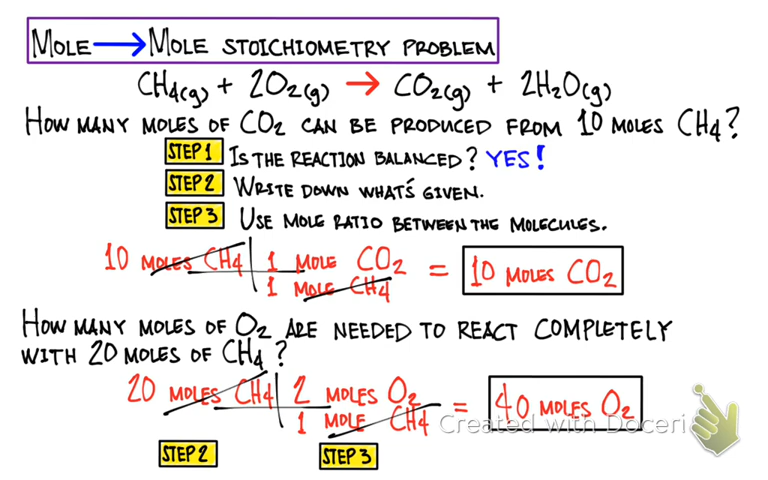 MOLE → MOLE STOICHIOMETRY PROBLEM
CH₄(g) + 2O₂(g) → CO₂(g) + 2H₂O(g)
HOW MANY MOLES OF CO₂ CAN BE PRODUCED FROM 10 MOLES CH₄?
STEP 1 IS THE REACTION BALANCED? YES!
STEP 2 WRITE DOWN WHAT'S GIVEN.
STEP 3 USE MOLE RATIO BETWEEN THE MOLECULES.
10 MOLES CH₄ | 1 MOLE CO₂ = 10 MOLES CO₂
1 MOLE CH₄
HOW MANY MOLES OF O₂ ARE NEEDED TO REACT COMPLETELY
WITH 20 MOLES OF CH₄?
20 MOLES CH₄ | 2 MOLES O₂ = 40 MOLES O₂
1 MOLE CH₄
Created with Doceri
STEP 2 STEP 3